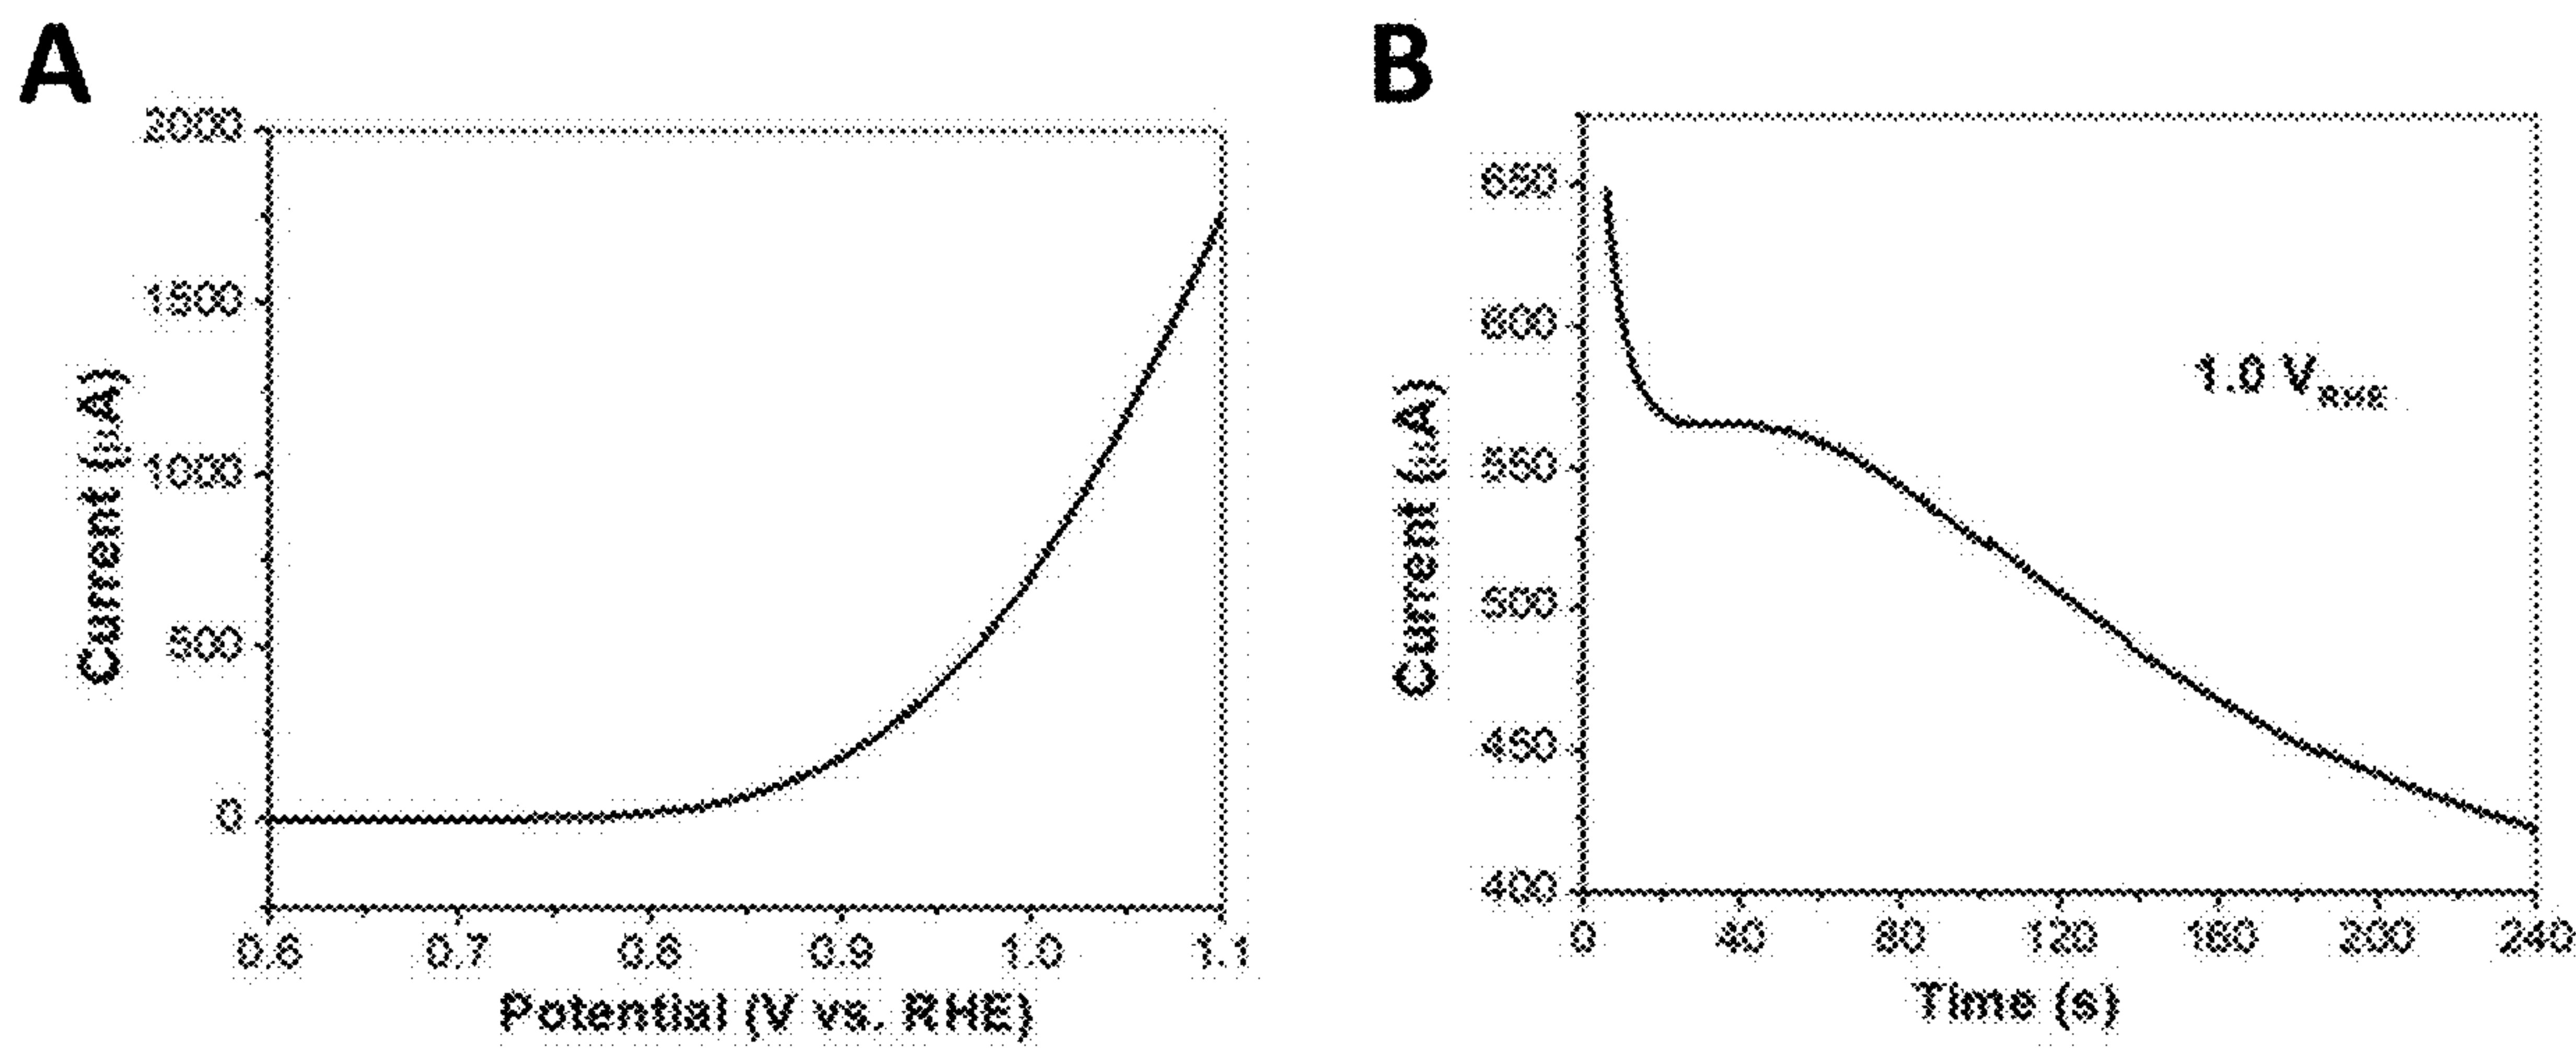 A
2000
1500
1000
500
0
Current (µA)
0.6 0.7 0.8 0.9 1.0 1.1
Potential (V vs. RHE)
B
650
600
550
500
450
400
Current (µA)
1.0 VRHE
0 40 80 120 160 200 240
Time (s)